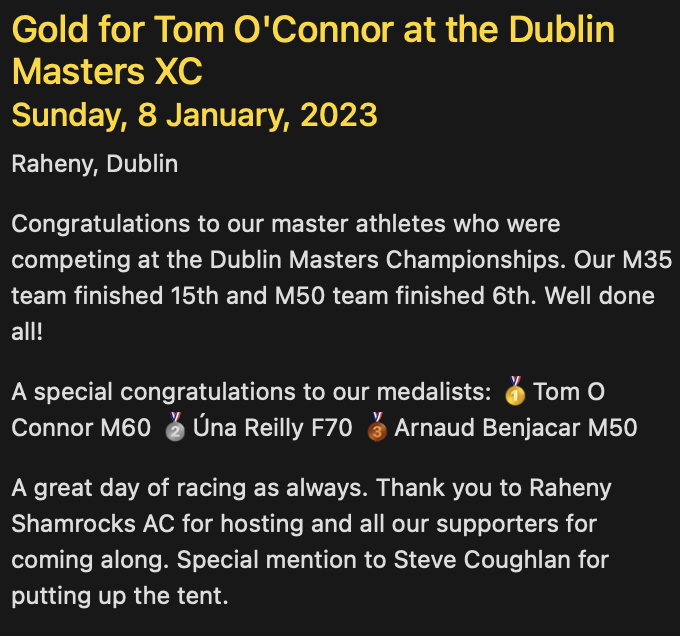 Gold for Tom O'Connor at the Dublin
Masters XC
Sunday, 8 January, 2023
Raheny, Dublin
Congratulations to our master athletes who were
competing at the Dublin Masters Championships. Our M35
team finished 15th and M50 team finished 6th. Well done
all!
A special congratulations to our medalists: 🥇 Tom O
Connor M60 🥈 Úna Reilly F70 🥉 Arnaud Benjacar M50
A great day of racing as always. Thank you to Raheny
Shamrocks AC for hosting and all our supporters for
coming along. Special mention to Steve Coughlan for
putting up the tent.